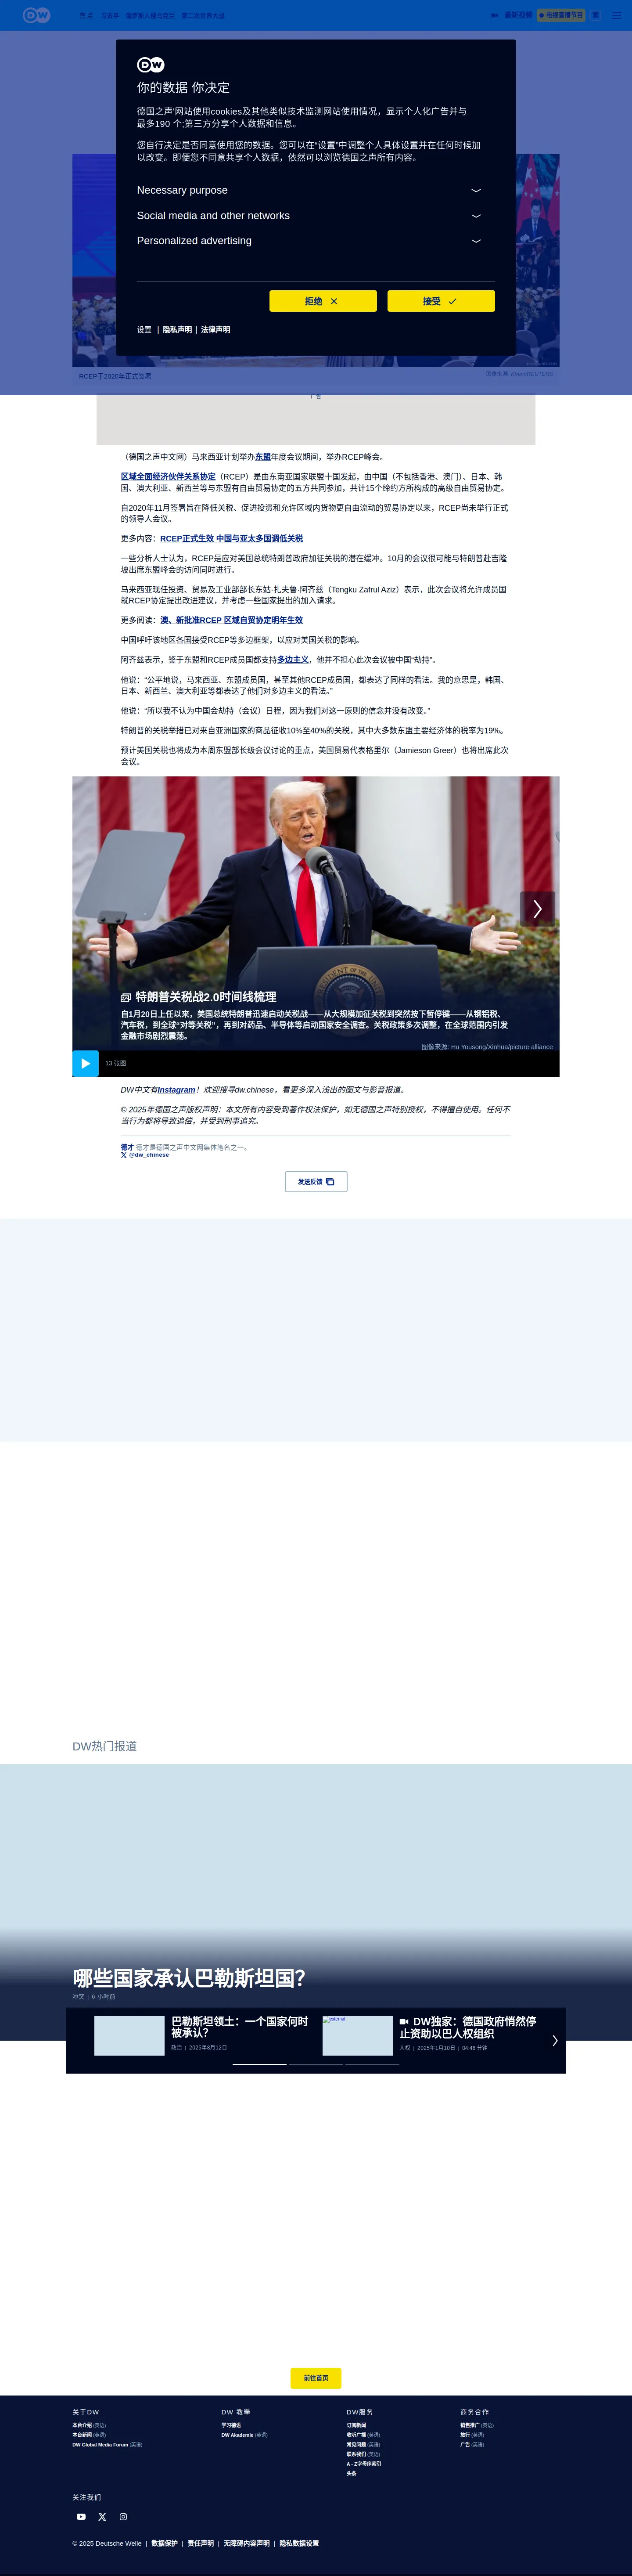 DW
热点 习近平 俄罗斯入侵乌克兰 第二次世界大战
最新视频 电视直播节目 繁
DW
你的数据 你决定
德国之声'网站使用cookies及其他类似技术监测网站使用情况，显示个人化广告并与
最多190 个;第三方分享个人数据和信息。
您自行决定是否同意使用您的数据。您可以在“设置”中调整个人具体设置并在任何时候加
以改变。即便您不同意共享个人数据，依然可以浏览德国之声所有内容。
Necessary purpose
Social media and other networks
Personalized advertising
拒绝
接受
设置 | 隐私声明 | 法律声明
RCEP于2020年正式签署
图像来源: Kham/REUTERS
广告
（德国之声中文网）马来西亚计划举办东盟年度会议期间，举办RCEP峰会。
区域全面经济伙伴关系协定（RCEP）是由东南亚国家联盟十国发起，由中国（不包括香港、澳门）、日本、韩
国、澳大利亚、新西兰等与东盟有自由贸易协定的五方共同参加，共计15个缔约方所构成的高级自由贸易协定。
自2020年11月签署旨在降低关税、促进投资和允许区域内货物更自由流动的贸易协定以来，RCEP尚未举行正式
的领导人会议。
更多内容：RCEP正式生效 中国与亚太多国调低关税
一些分析人士认为，RCEP是应对美国总统特朗普政府加征关税的潜在缓冲。10月的会议很可能与特朗普赴吉隆
坡出席东盟峰会的访问同时进行。
马来西亚现任投资、贸易及工业部部长东姑·扎夫鲁·阿齐兹（Tengku Zafrul Aziz）表示，此次会议将允许成员国
就RCEP协定提出改进建议，并考虑一些国家提出的加入请求。
更多阅读：澳、新批准RCEP 区域自贸协定明年生效
中国呼吁该地区各国接受RCEP等多边框架，以应对美国关税的影响。
阿齐兹表示，鉴于东盟和RCEP成员国都支持多边主义，他并不担心此次会议被中国“劫持”。
他说：“公平地说，马来西亚、东盟成员国，甚至其他RCEP成员国，都表达了同样的看法。我的意思是，韩国、
日本、新西兰、澳大利亚等都表达了他们对多边主义的看法。”
他说：“所以我不认为中国会劫持（会议）日程，因为我们对这一原则的信念并没有改变。”
特朗普的关税举措已对来自亚洲国家的商品征收10%至40%的关税，其中大多数东盟主要经济体的税率为19%。
预计美国关税也将成为本周东盟部长级会议讨论的重点，美国贸易代表格里尔（Jamieson Greer）也将出席此次
会议。
特朗普关税战2.0时间线梳理
自1月20日上任以来，美国总统特朗普迅速启动关税战——从大规模加征关税到突然按下暂停键——从钢铝税、
汽车税，到全球“对等关税”，再到对药品、半导体等启动国家安全调查。关税政策多次调整，在全球范围内引发
金融市场剧烈震荡。
图像来源: Hu Yousong/Xinhua/picture alliance
13 张图
DW中文有Instagram！欢迎搜寻dw.chinese，看更多深入浅出的图文与影音报道。
© 2025年德国之声版权声明：本文所有内容受到著作权法保护，如无德国之声特别授权，不得擅自使用。任何不
当行为都将导致追偿，并受到刑事追究。
德才 德才是德国之声中文网集体笔名之一。
@dw_chinese
发送反馈
DW热门报道
哪些国家承认巴勒斯坦国？
冲突 | 6 小时前
巴勒斯坦领土：一个国家何时
被承认？
政治 | 2025年8月12日
external
DW独家：德国政府悄然停
止资助以巴人权组织
人权 | 2025年1月10日 | 04:46 分钟
前往首页
关于DW
本台介绍 (英语)
本台新闻 (英语)
DW Global Media Forum (英语)
DW 教學
学习德语
DW Akademie (英语)
DW服务
订阅新闻
收听广播 (英语)
常见问题 (英语)
联系我们 (英语)
A - Z字母序索引
头条
商务合作
销售推广 (英语)
旅行 (英语)
广告 (英语)
关注我们
© 2025 Deutsche Welle | 数据保护 | 责任声明 | 无障碍内容声明 | 隐私数据设置